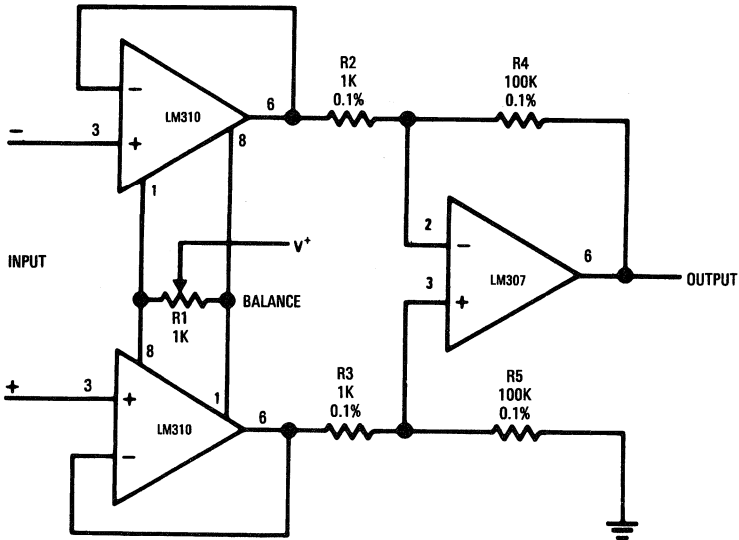 R2
1K
0.1%
R4
100K
0.1%
−
LM310
6
−
3
+
8
1
2
−
6
INPUT
V+
LM307
OUTPUT
3
+
R1
1K
BALANCE
8
1
+
3
+
LM310
6
−
R3
1K
0.1%
R5
100K
0.1%